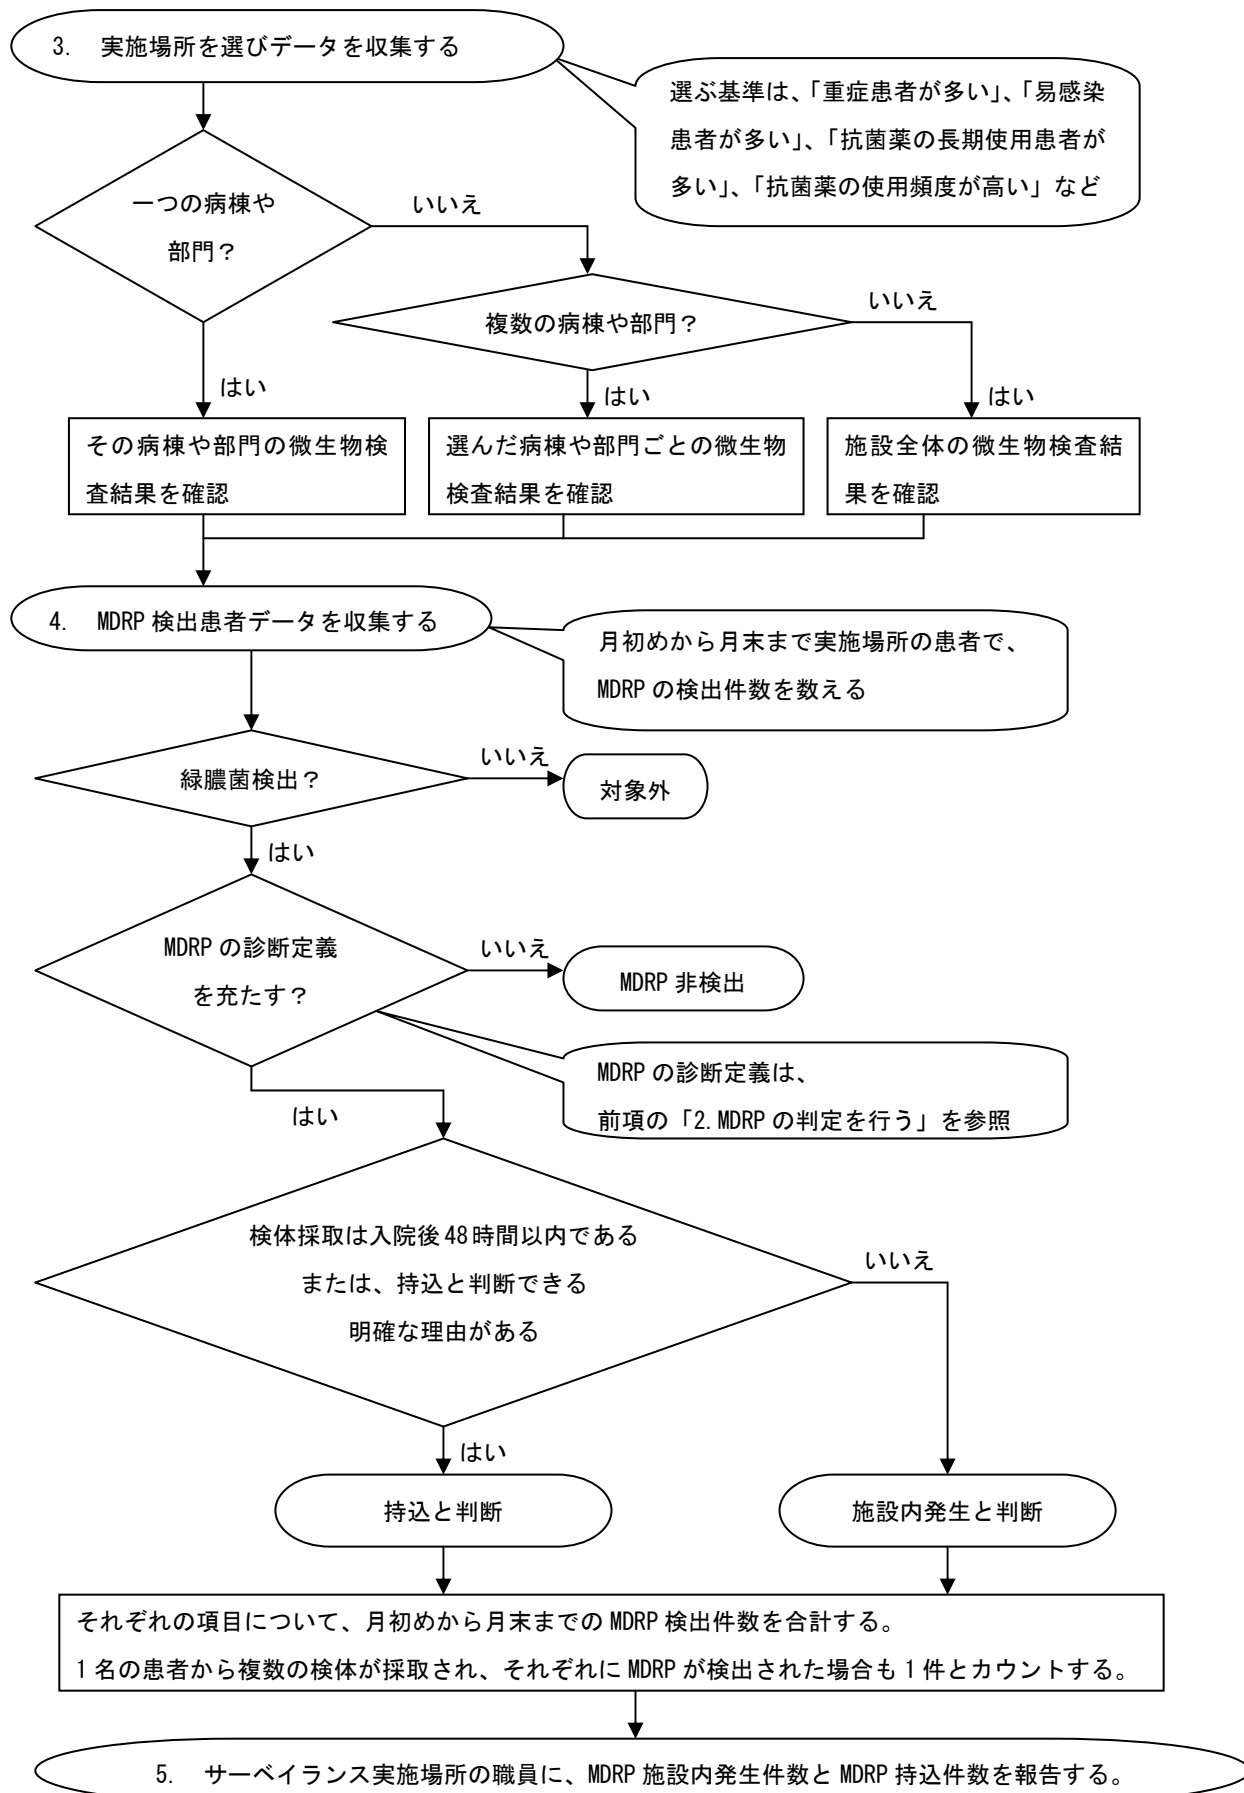 3. 実施場所を選びデータを収集する
選ぶ基準は、「重症患者が多い」、「易感染
患者が多い」、「抗菌薬の長期使用患者が
多い」、「抗菌薬の使用頻度が高い」など
一つの病棟や
部門？
いいえ
複数の病棟や部門？
いいえ
はい
はい
はい
その病棟や部門の微生物検
査結果を確認
選んだ病棟や部門ごとの微生物
検査結果を確認
施設全体の微生物検査結
果を確認
4. MDRP 検出患者データを収集する
月初めから月末まで実施場所の患者で、
MDRP の検出件数を数える
緑膿菌検出？
いいえ
対象外
はい
MDRP の診断定義
を充たす？
いいえ
MDRP 非検出
MDRP の診断定義は、
前項の「2.MDRP の判定を行う」を参照
はい
検体採取は入院後 48 時間以内である
または、持込と判断できる
明確な理由がある
いいえ
はい
持込と判断
施設内発生と判断
それぞれの項目について、月初めから月末までの MDRP 検出件数を合計する。
1 名の患者から複数の検体が採取され、それぞれに MDRP が検出された場合も 1 件とカウントする。
5. サーベイランス実施場所の職員に、MDRP 施設内発生件数と MDRP 持込件数を報告する。